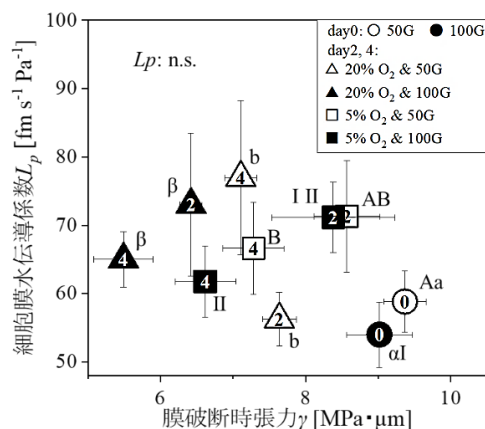 day0: ○ 50G ● 100G
day2, 4:
△ 20% O₂ & 50G
▲ 20% O₂ & 100G
□ 5% O₂ & 50G
■ 5% O₂ & 100G
Lp: n.s.
細胞膜水伝導係数Lₚ [fm s⁻¹ Pa⁻¹]
100
90
80
70
60
50
4 b
β 2
I II 2
2 AB
4 β
4 B
4 II
2 b
0 Aa
0 αI
6
8
10
膜破断時張力γ [MPa・μm]